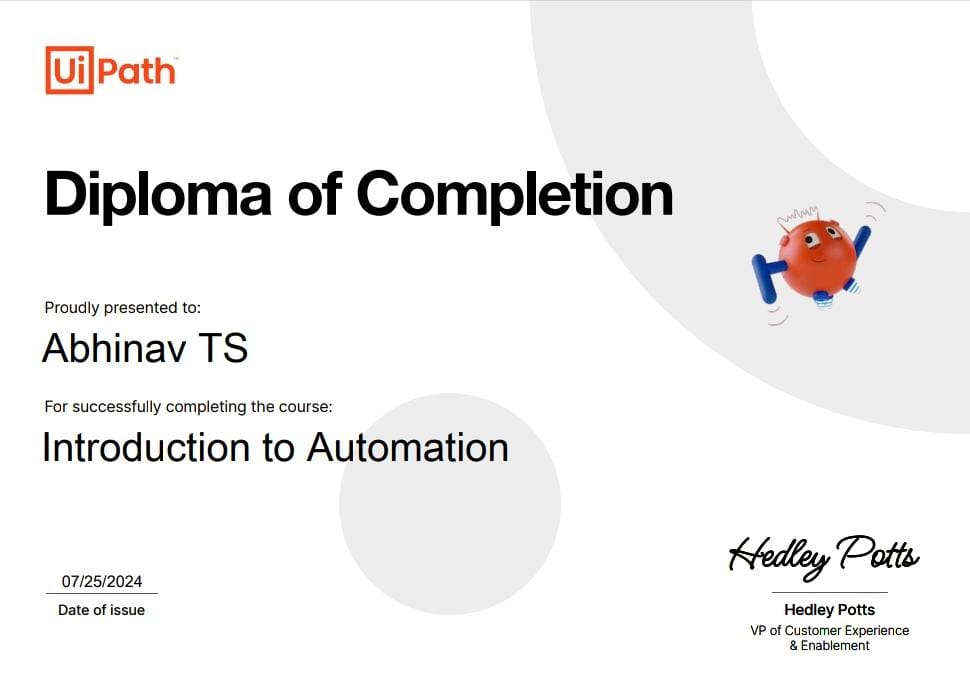 UiPath™
Diploma of Completion
Proudly presented to:
Abhinav TS
For successfully completing the course:
Introduction to Automation
07/25/2024
Date of issue
Hedley Potts
Hedley Potts
VP of Customer Experience
& Enablement